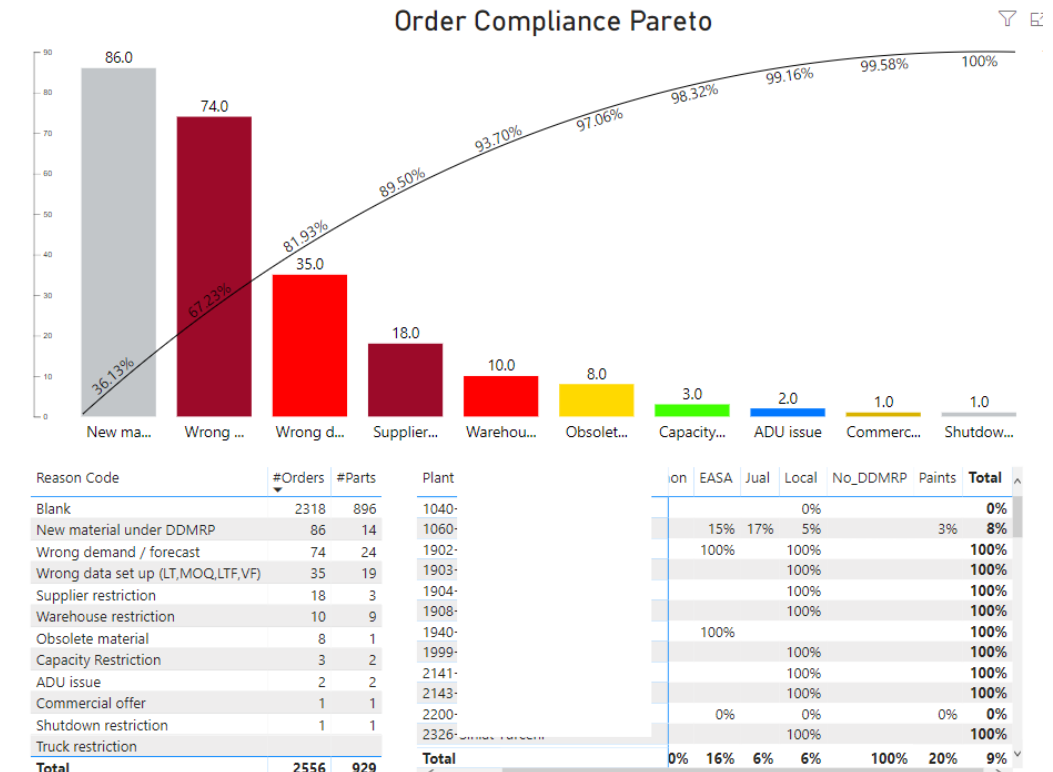 Order Compliance Pareto
90
80
70
60
50
40
30
20
10
0
86.0
74.0
35.0
18.0
10.0
8.0
3.0
2.0
1.0
1.0
36.13%
67.23%
81.93%
89.50%
93.70%
97.06%
98.32%
99.16%
99.58%
100%
New ma... Wrong ... Wrong d... Supplier... Warehou... Obsolet... Capacity... ADU issue Commerc... Shutdow...
Reason Code #Orders #Parts
Blank 2318 896
New material under DDMRP 86 14
Wrong demand / forecast 74 24
Wrong data set up (LT,MOQ,LTF,VF) 35 19
Supplier restriction 18 3
Warehouse restriction 10 9
Obsolete material 8 1
Capacity Restriction 3 2
ADU issue 2 2
Commercial offer 1 1
Shutdown restriction 1 1
Truck restriction
Total 2556 929
Plant EASA Jual Local No_DDMRP Paints Total
1040- 0% 0%
1060- 15% 17% 5% 3% 8%
1902- 100% 100% 100%
1903- 100% 100%
1904- 100% 100%
1908- 100% 100%
1940- 100% 100%
1999- 100% 100%
2141- 100% 100%
2143- 100% 100%
2200- 0% 0% 0% 0%
2326- 100% 100%
Total 0% 16% 6% 6% 100% 20% 9%